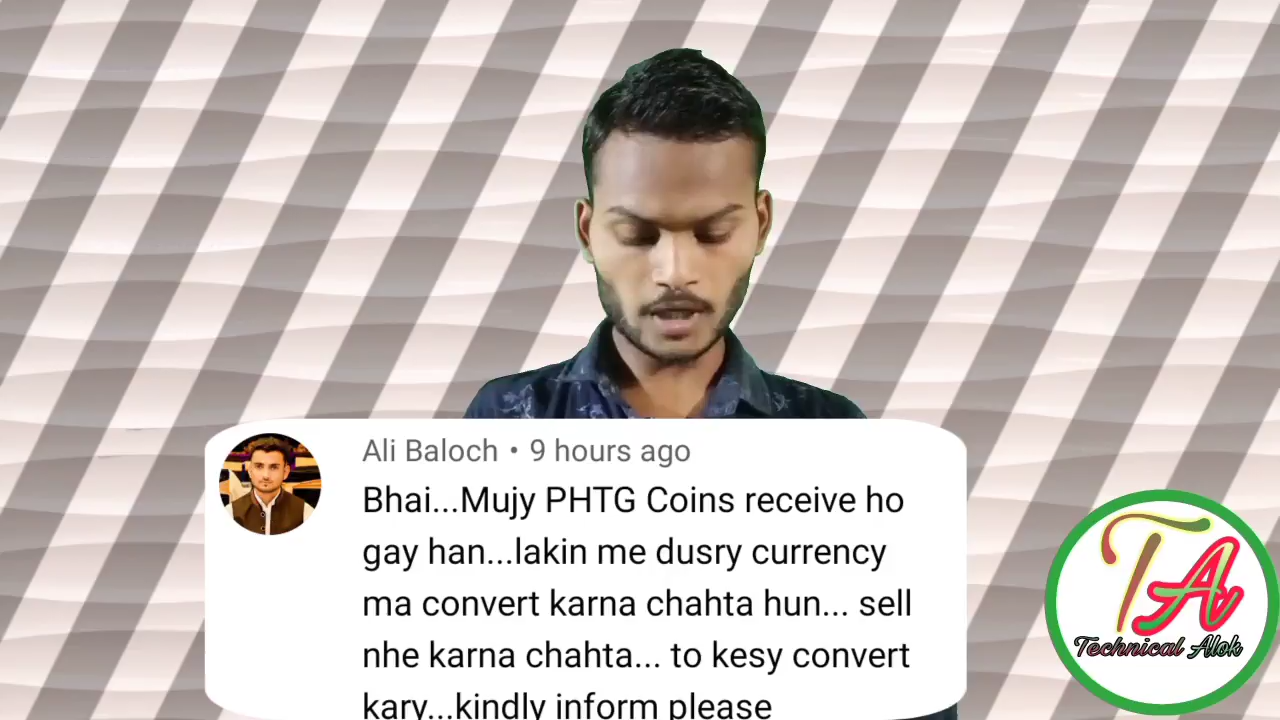 Ali Baloch • 9 hours ago
Bhai...Mujy PHTG Coins receive ho
gay han...lakin me dusry currency
ma convert karna chahta hun... sell
nhe karna chahta... to kesy convert
kary...kindly inform please
TA
Technical Alok